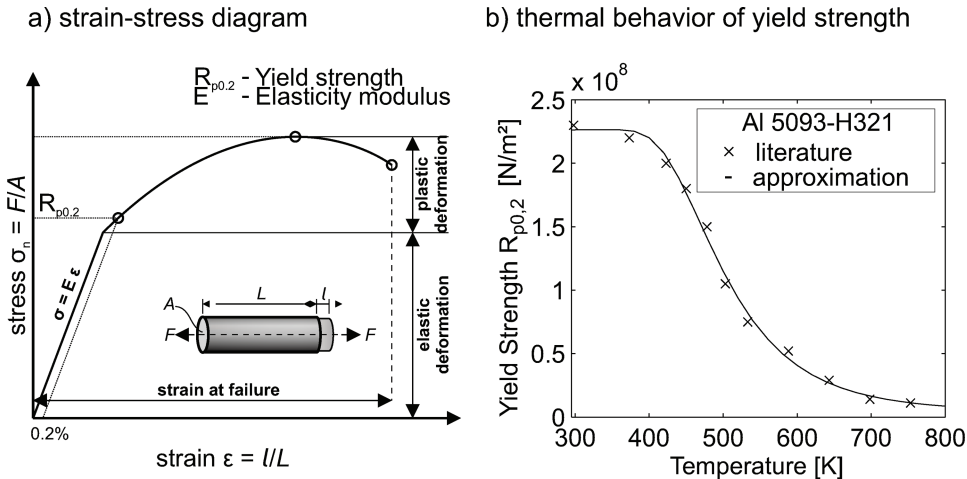 a) strain-stress diagram
R_p0.2 - Yield strength
E - Elasticity modulus
stress σ_n = F/A
R_p0.2
σ = E ε
plastic
deformation
elastic
deformation
A
L
l
F
F
strain at failure
0.2%
strain ε = l/L
b) thermal behavior of yield strength
x 10^8
Yield Strength R_p0,2 [N/m²]
2.5
2
1.5
1
0.5
0
Al 5093-H321
× literature
- approximation
300
400
500
600
700
800
Temperature [K]